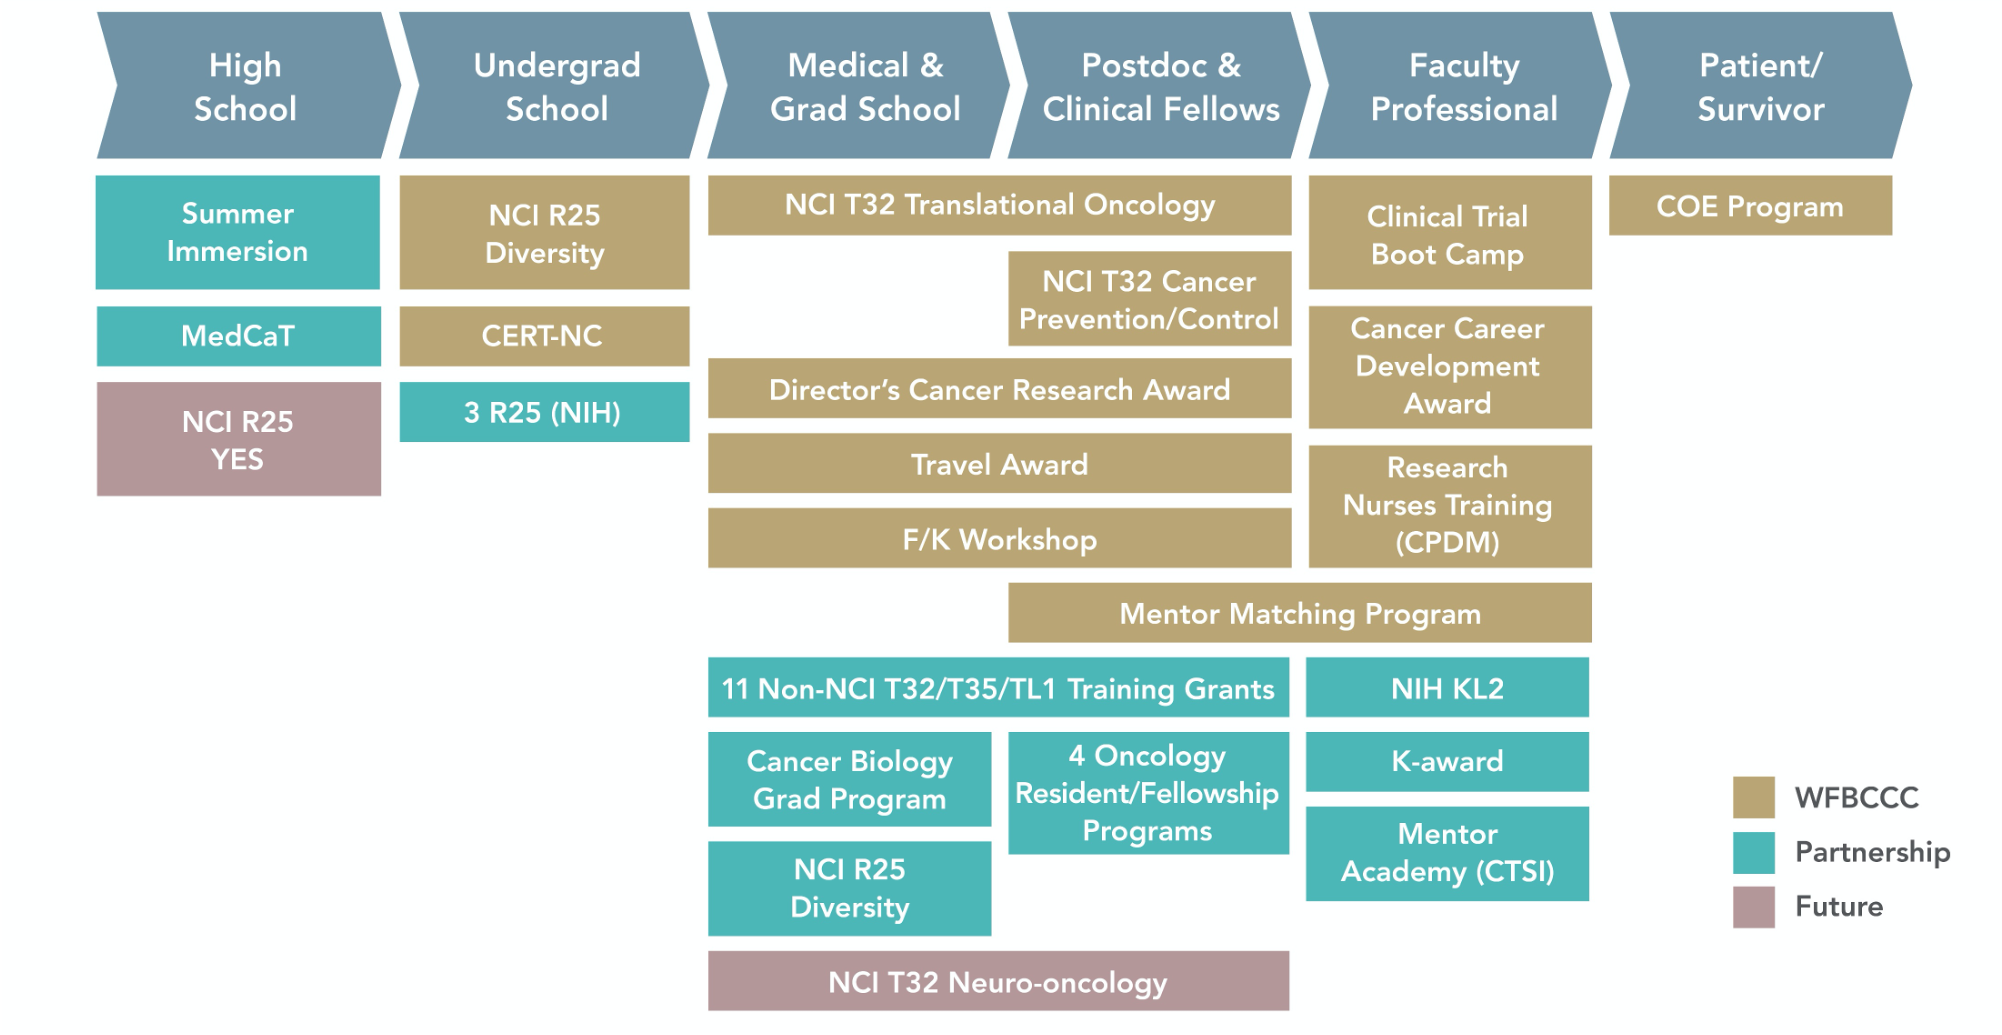 High
School
Undergrad
School
Medical &
Grad School
Postdoc &
Clinical Fellows
Faculty
Professional
Patient/
Survivor
Summer
Immersion
MedCaT
NCI R25
YES
NCI R25
Diversity
CERT-NC
3 R25 (NIH)
NCI T32 Translational Oncology
NCI T32 Cancer
Prevention/Control
Director’s Cancer Research Award
Travel Award
F/K Workshop
Clinical Trial
Boot Camp
Cancer Career
Development
Award
Research
Nurses Training
(CPDM)
COE Program
Mentor Matching Program
11 Non-NCI T32/T35/TL1 Training Grants
NIH KL2
Cancer Biology
Grad Program
4 Oncology
Resident/Fellowship
Programs
K-award
NCI R25
Diversity
Mentor
Academy (CTSI)
NCI T32 Neuro-oncology
WFBCCC
Partnership
Future